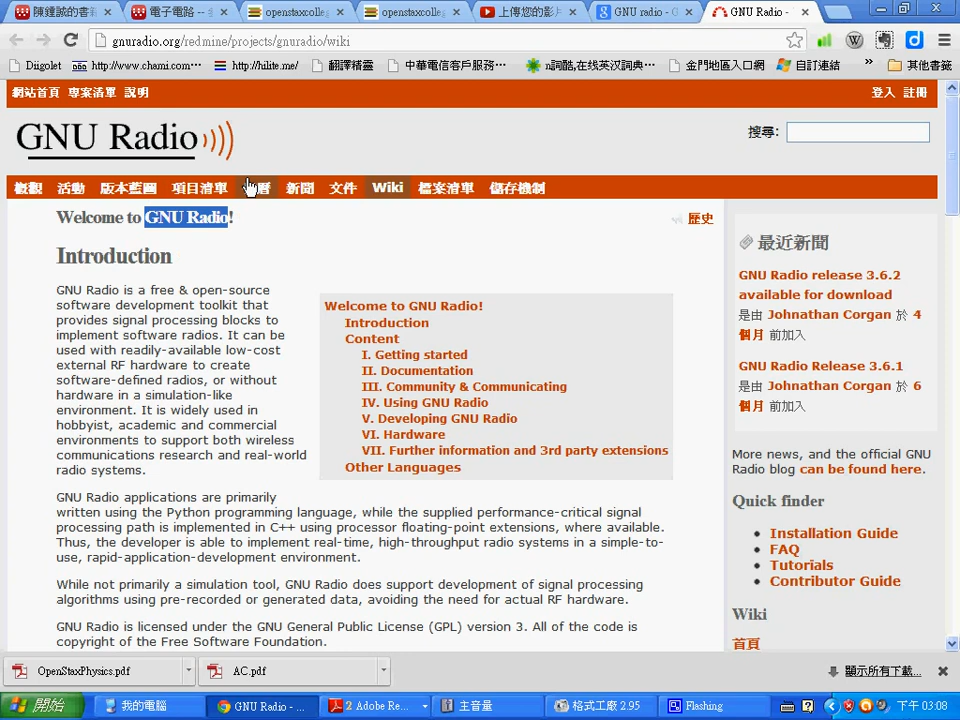 陳鍾誠的書籍
電子電路 --
openstaxcolleg
openstaxcolleg
上傳您的影片
GNU radio - G
GNU Radio -
gnuradio.org/redmine/projects/gnuradio/wiki
Diigolet
http://www.chami.com…
http://hilite.me/
翻譯精靈
中華電信客戶服務…
n詞酷,在线英汉詞典…
金門地區入口網
自訂連結
»
其他書籤
網站首頁 專案清單 說明
登入 註冊
GNU Radio
搜尋:
概觀 活動 版本藍圖 項目清單 曆 新聞 文件 Wiki 檔案清單 儲存機制
Welcome to GNU Radio!
歷史
Introduction
GNU Radio is a free & open-source
software development toolkit that
provides signal processing blocks to
implement software radios. It can be
used with readily-available low-cost
external RF hardware to create
software-defined radios, or without
hardware in a simulation-like
environment. It is widely used in
hobbyist, academic and commercial
environments to support both wireless
communications research and real-world
radio systems.
Welcome to GNU Radio!
Introduction
Content
I. Getting started
II. Documentation
III. Community & Communicating
IV. Using GNU Radio
V. Developing GNU Radio
VI. Hardware
VII. Further information and 3rd party extensions
Other Languages
GNU Radio applications are primarily
written using the Python programming language, while the supplied performance-critical signal
processing path is implemented in C++ using processor floating-point extensions, where available.
Thus, the developer is able to implement real-time, high-throughput radio systems in a simple-to-
use, rapid-application-development environment.
While not primarily a simulation tool, GNU Radio does support development of signal processing
algorithms using pre-recorded or generated data, avoiding the need for actual RF hardware.
GNU Radio is licensed under the GNU General Public License (GPL) version 3. All of the code is
copyright of the Free Software Foundation.
最近新聞
GNU Radio release 3.6.2
available for download
是由 Johnathan Corgan 於 4
個月 前加入
GNU Radio Release 3.6.1
是由 Johnathan Corgan 於 6
個月 前加入
More news, and the official GNU
Radio blog can be found here.
Quick finder
Installation Guide
FAQ
Tutorials
Contributor Guide
Wiki
首頁
OpenStaxPhysics.pdf
AC.pdf
顯示所有下載...
開始
我的電腦
GNU Radio - ...
2 Adobe Re...
主音量
格式工廠 2.95
Flashing
下午 03:08